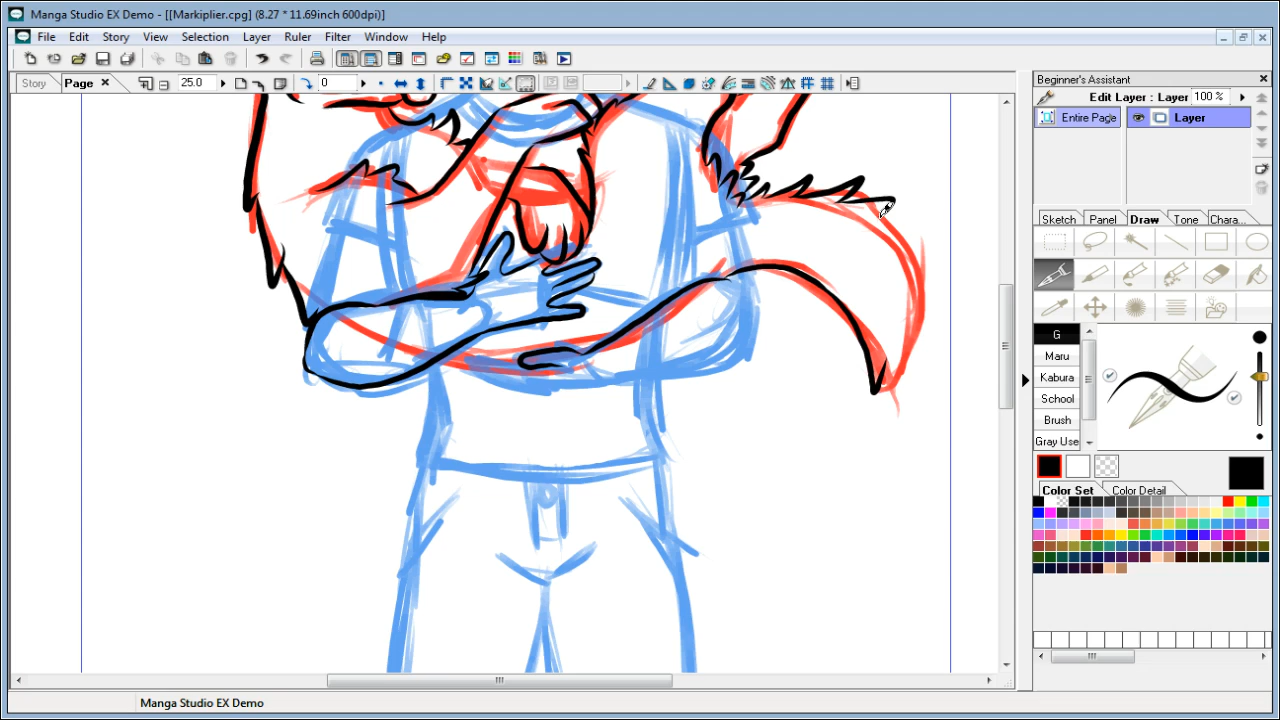 Manga Studio EX Demo - [[Markiplier.cpg] (8.27 * 11.69inch 600dpi)]
File Edit Story View Selection Layer Ruler Filter Window Help
Story Page 25.0 0
Beginner's Assistant
Edit Layer : Layer 100 %
Entire Page Layer
Sketch Panel Draw Tone Chara...
G
Maru
Kabura
School
Brush
Gray Use
Color Set Color Detail
Manga Studio EX Demo